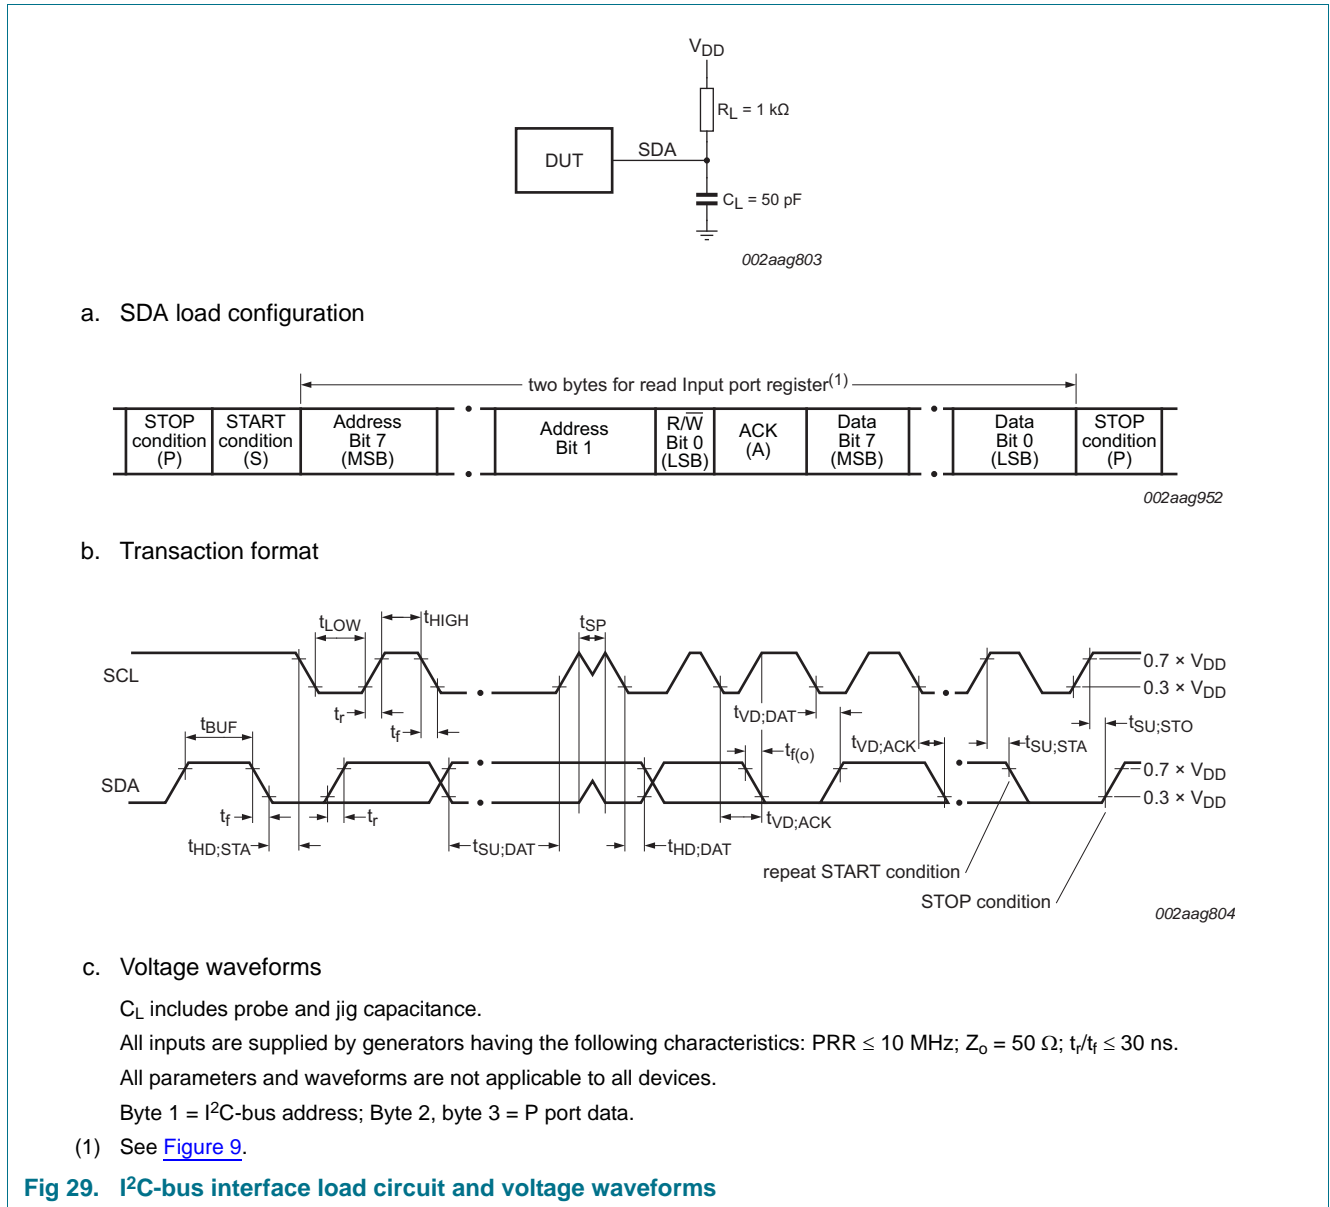 VDD
RL = 1 kΩ
DUT
SDA
CL = 50 pF
002aag803
a. SDA load configuration
two bytes for read Input port register(1)
STOP condition (P)
START condition (S)
Address Bit 7 (MSB)
Address Bit 1
R/W̅ Bit 0 (LSB)
ACK (A)
Data Bit 7 (MSB)
Data Bit 0 (LSB)
STOP condition (P)
002aag952
b. Transaction format
tLOW
tHIGH
tSP
SCL
0.7 × VDD
0.3 × VDD
tr
tf
tVD;DAT
tBUF
tf(o)
tVD;ACK
tSU;STA
tSU;STO
SDA
0.7 × VDD
0.3 × VDD
tf
tr
tVD;ACK
tHD;STA
tSU;DAT
tHD;DAT
repeat START condition
STOP condition
002aag804
c. Voltage waveforms
CL includes probe and jig capacitance.
All inputs are supplied by generators having the following characteristics: PRR ≤ 10 MHz; Zo = 50 Ω; tr/tf ≤ 30 ns.
All parameters and waveforms are not applicable to all devices.
Byte 1 = I2C-bus address; Byte 2, byte 3 = P port data.
(1) See Figure 9.
Fig 29. I2C-bus interface load circuit and voltage waveforms